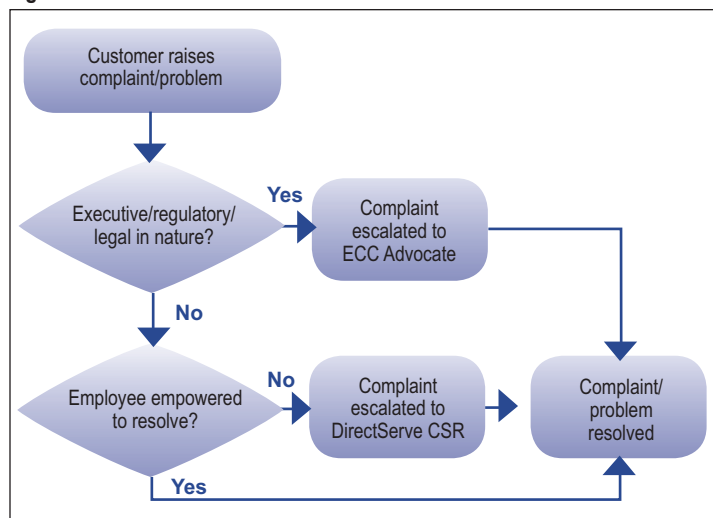 Customer raises
complaint/problem
Executive/regulatory/
legal in nature?
Yes
Complaint
escalated to
ECC Advocate
No
Employee empowered
to resolve?
No
Complaint
escalated to
DirectServe CSR
Complaint/
problem
resolved
Yes